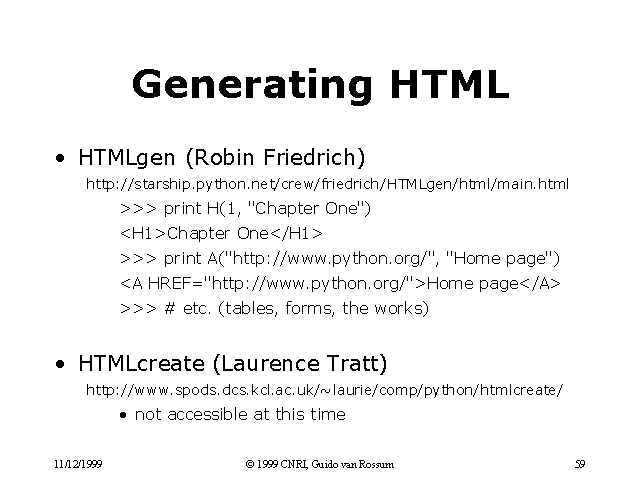 Generating HTML
• HTMLgen (Robin Friedrich)
http://starship.python.net/crew/friedrich/HTMLgen/html/main.html
>>> print H(1, "Chapter One")
<H1>Chapter One</H1>
>>> print A("http://www.python.org/", "Home page")
<A HREF="http://www.python.org/">Home page</A>
>>> # etc. (tables, forms, the works)
• HTMLcreate (Laurence Tratt)
http://www.spods.dcs.kcl.ac.uk/~laurie/comp/python/htmlcreate/
• not accessible at this time
11/12/1999 © 1999 CNRI, Guido van Rossum 59